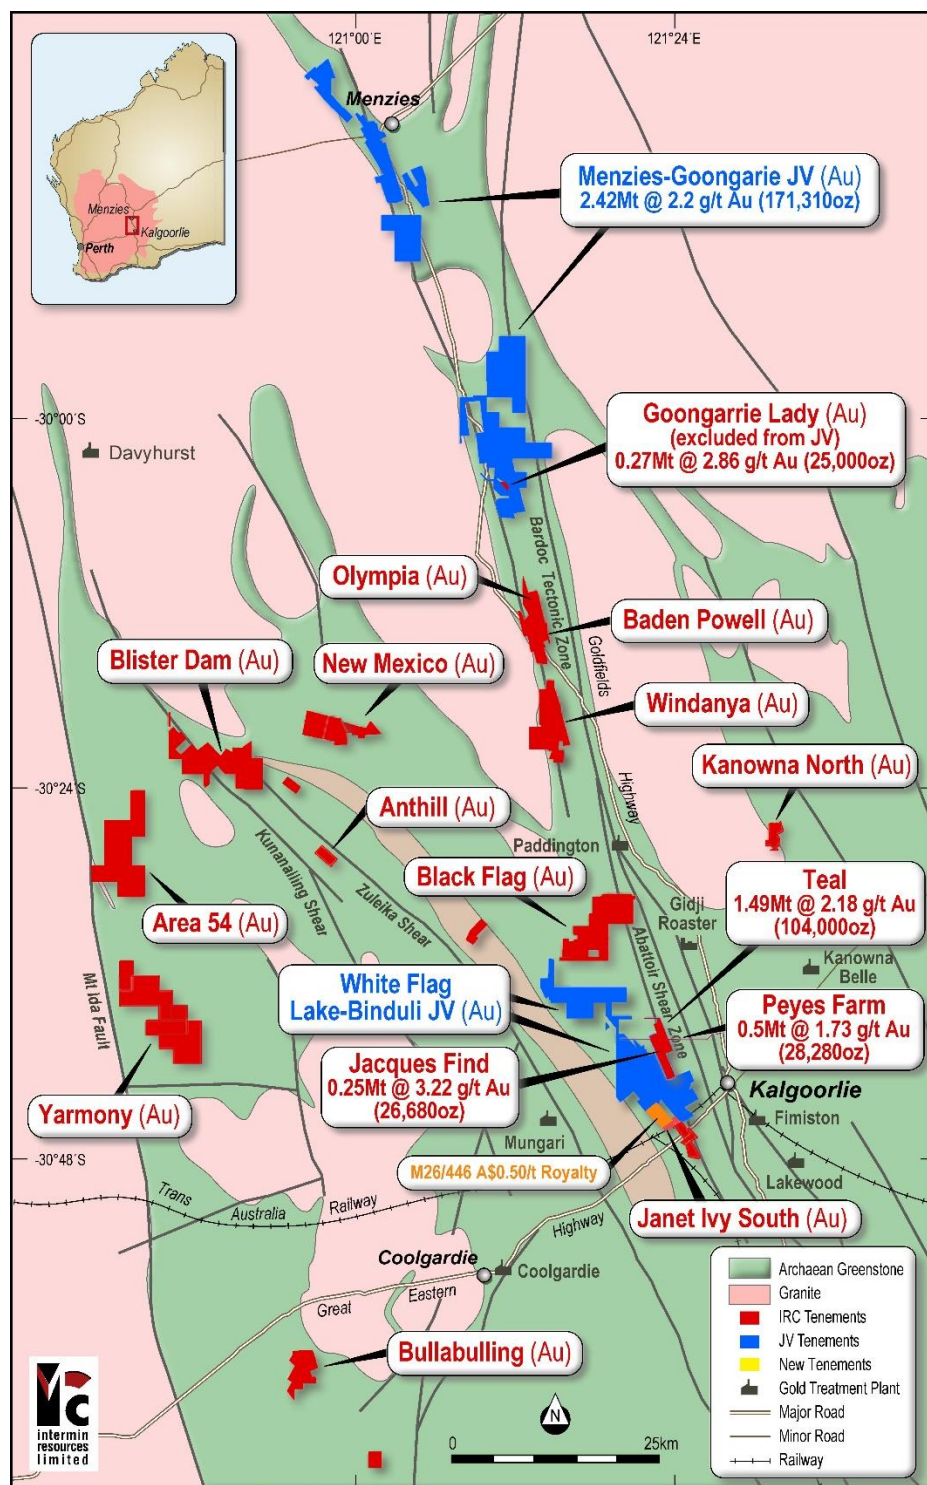 121°00´E
121°24´E
Menzies
Menzies
Kalgoorlie
Perth
Menzies-Goongarie JV (Au)
2.42Mt @ 2.2 g/t Au (171,310oz)
-30°00´S
Davyhurst
Goongarrie Lady (Au)
(excluded from JV)
0.27Mt @ 2.86 g/t Au (25,000oz)
Bardoc Tectonic Zone
Olympia (Au)
Baden Powell (Au)
Goldfields
Highway
Blister Dam (Au)
New Mexico (Au)
Windanya (Au)
Kanowna North (Au)
-30°24´S
Anthill (Au)
Paddington
Kunanalling Shear
Zuleika Shear
Black Flag (Au)
Teal
1.49Mt @ 2.18 g/t Au
(104,000oz)
Area 54 (Au)
Gidji
Roaster
Abattoir Shear Zone
Kanowna
Belle
Mt Ida Fault
White Flag
Lake-Binduli JV (Au)
Peyes Farm
0.5Mt @ 1.73 g/t Au
(28,280oz)
Jacques Find
0.25Mt @ 3.22 g/t Au
(26,680oz)
Kalgoorlie
Yarmony (Au)
Mungari
Fimiston
-30°48´S
M26/446 A$0.50/t Royalty
Lakewood
Trans
Australia
Railway
Highway
Janet Ivy South (Au)
Coolgardie
Coolgardie
Great
Eastern
Bullabulling (Au)
Archaean Greenstone
Granite
IRC Tenements
JV Tenements
New Tenements
Gold Treatment Plant
Major Road
Minor Road
Railway
N
0
25km
intermin
resources
limited